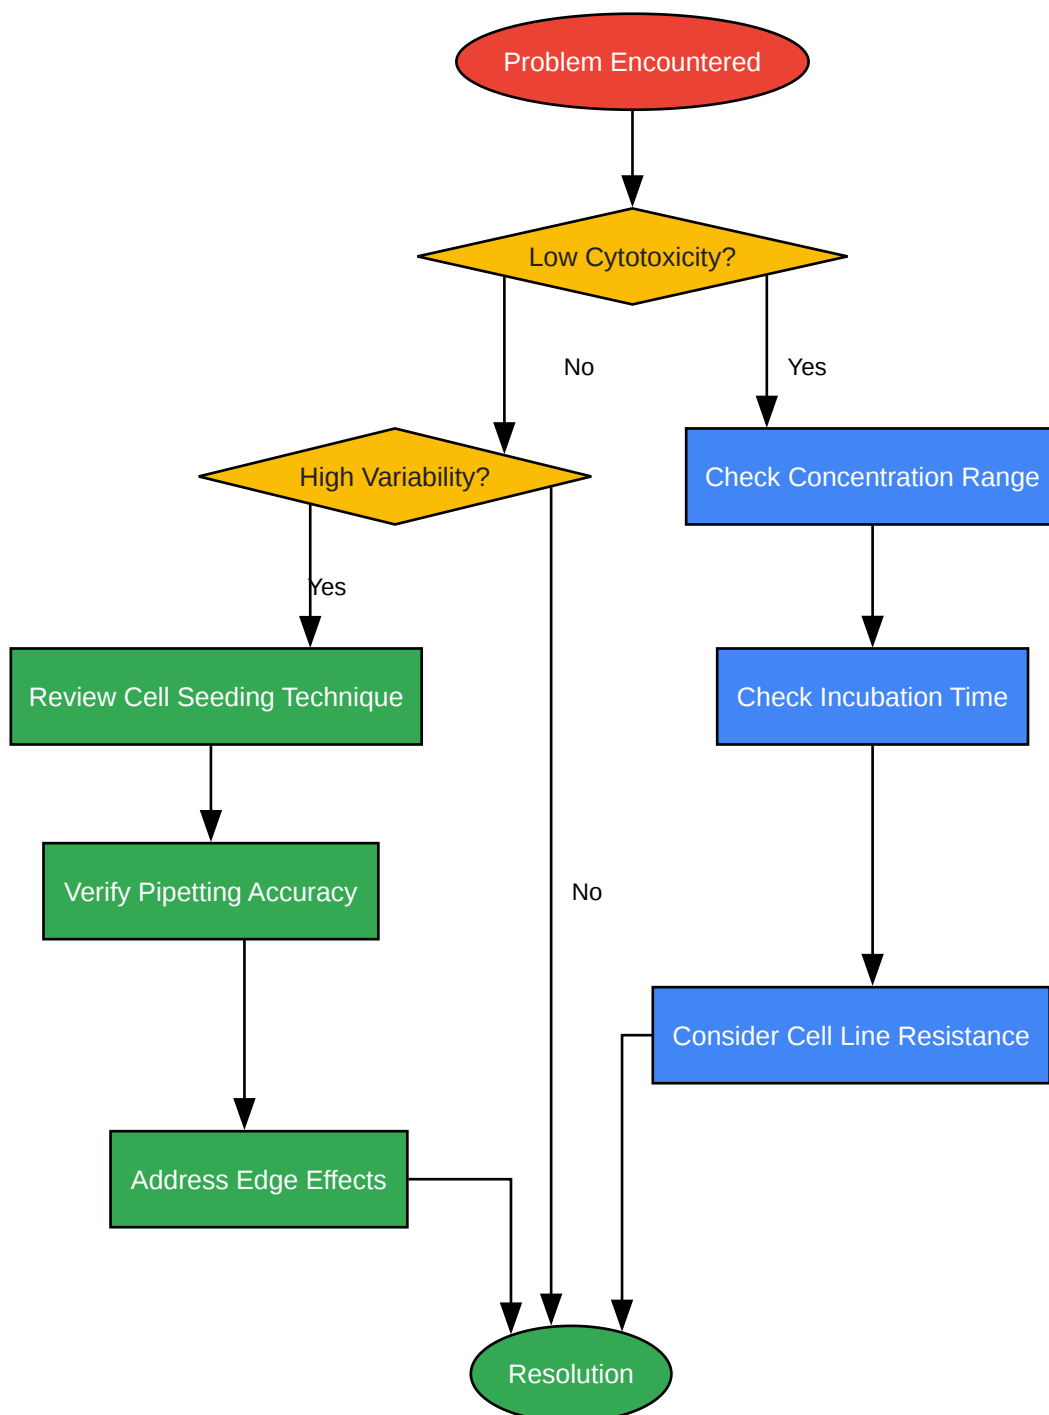 Problem Encountered
Low Cytotoxicity?
No
Yes
High Variability?
Check Concentration Range
Yes
Review Cell Seeding Technique
Check Incubation Time
Verify Pipetting Accuracy
No
Consider Cell Line Resistance
Address Edge Effects
Resolution